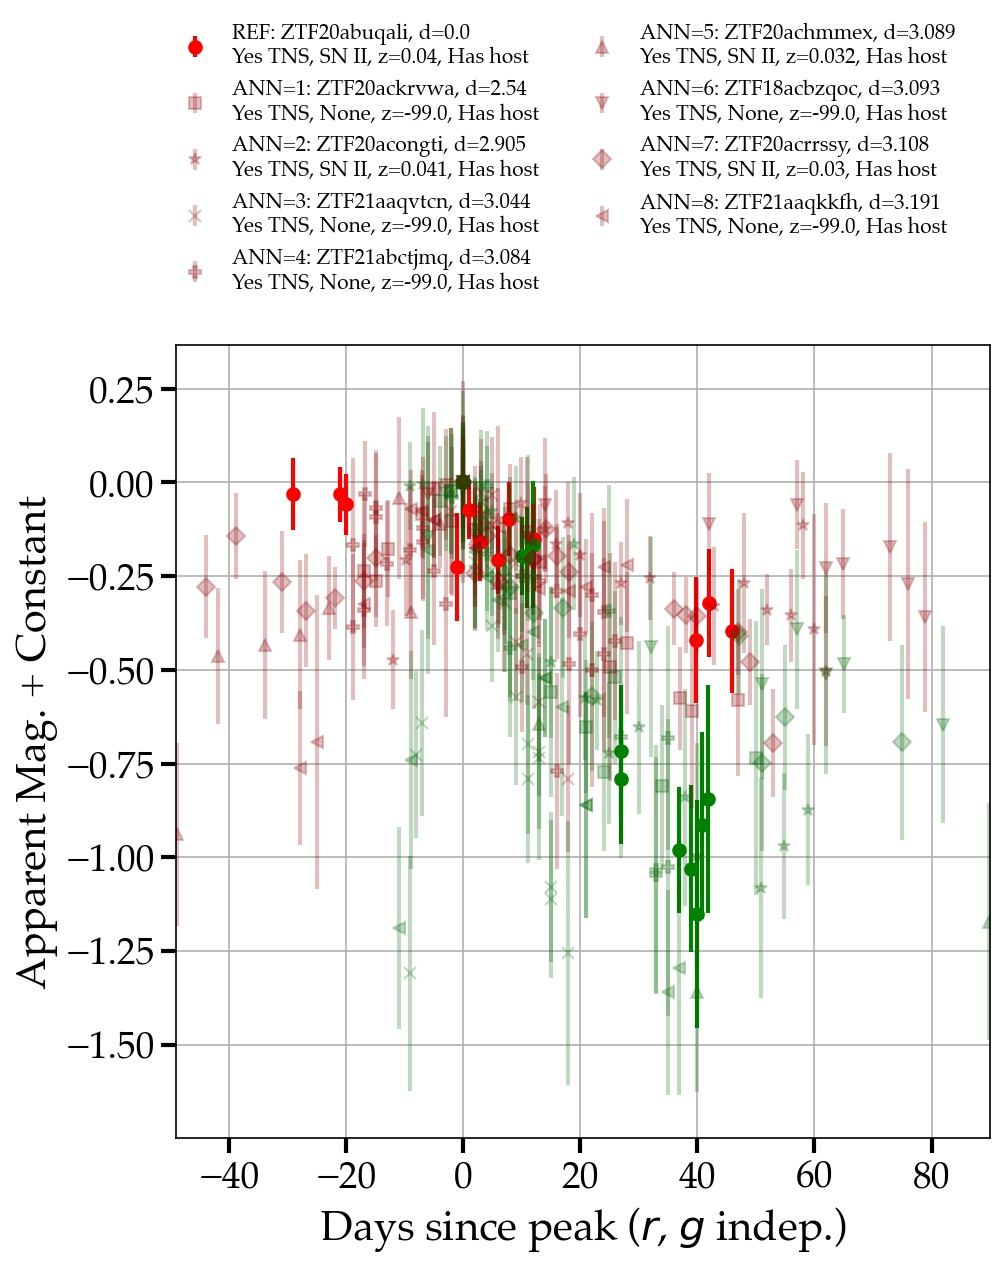 REF: ZTF20abuqali, d=0.0
Yes TNS, SN II, z=0.04, Has host
ANN=1: ZTF20ackrvwa, d=2.54
Yes TNS, None, z=-99.0, Has host
ANN=2: ZTF20acongti, d=2.905
Yes TNS, SN II, z=0.041, Has host
ANN=3: ZTF21aaqvtcn, d=3.044
Yes TNS, None, z=-99.0, Has host
ANN=4: ZTF21abctjmq, d=3.084
Yes TNS, None, z=-99.0, Has host
ANN=5: ZTF20achmmex, d=3.089
Yes TNS, SN II, z=0.032, Has host
ANN=6: ZTF18acbzqoc, d=3.093
Yes TNS, None, z=-99.0, Has host
ANN=7: ZTF20acrrssy, d=3.108
Yes TNS, SN II, z=0.03, Has host
ANN=8: ZTF21aaqkkfh, d=3.191
Yes TNS, None, z=-99.0, Has host
Apparent Mag. + Constant
0.25
0.00
−0.25
−0.50
−0.75
−1.00
−1.25
−1.50
−40
−20
0
20
40
60
80
Days since peak (r, g indep.)